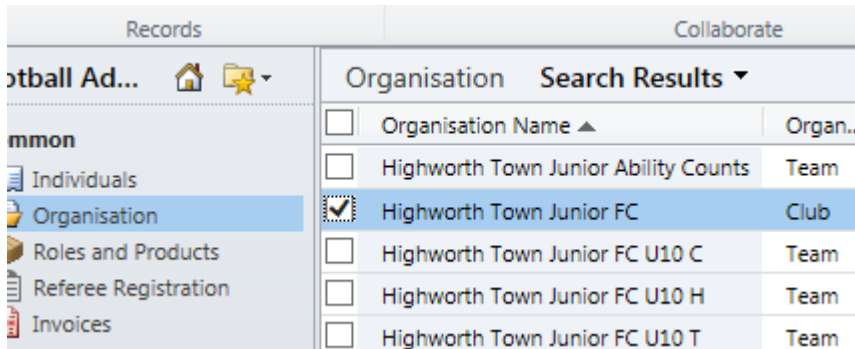 Records Collaborate
otball Ad...
Organisation Search Results
mmon
Individuals
Organisation
Roles and Products
Referee Registration
Invoices
Organisation Name Organ..
Highworth Town Junior Ability Counts Team
Highworth Town Junior FC Club
Highworth Town Junior FC U10 C Team
Highworth Town Junior FC U10 H Team
Highworth Town Junior FC U10 T Team